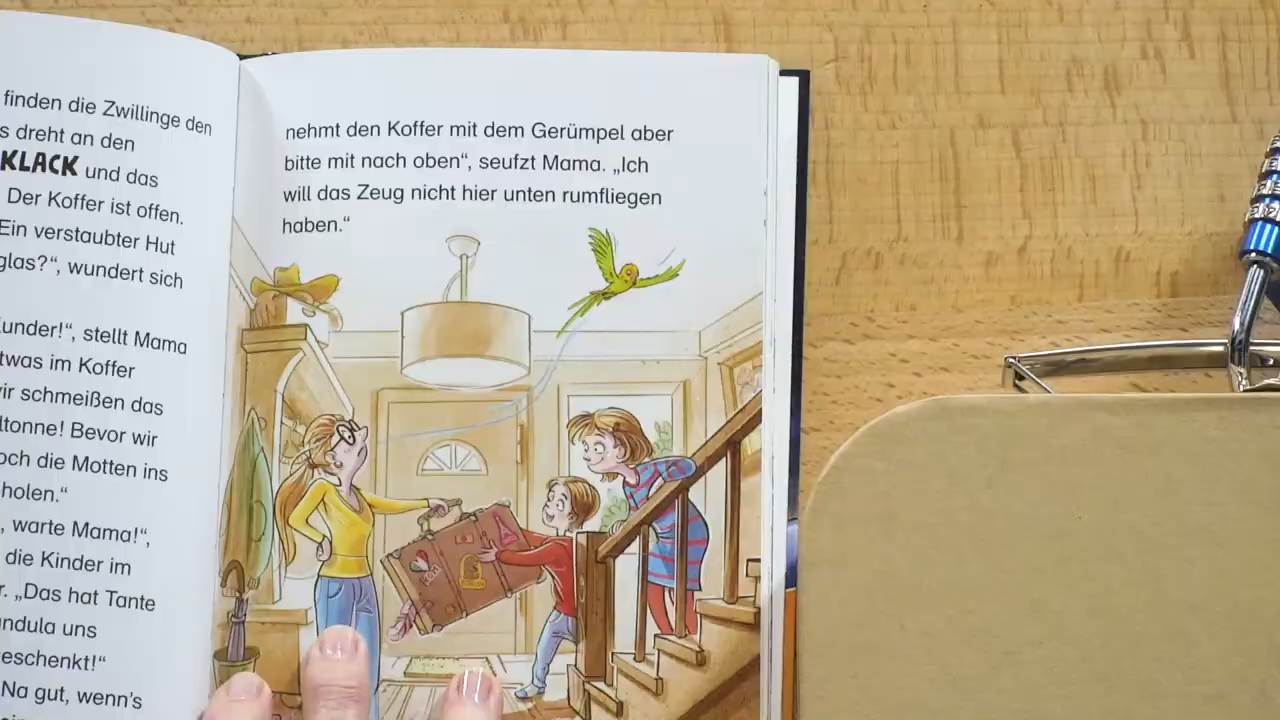 finden die Zwillinge den
s dreht an den
KLACK und das
Der Koffer ist offen.
Ein verstaubter Hut
glas?“, wundert sich
under!“, stellt Mama
twas im Koffer
vir schmeißen das
ltonne! Bevor wir
och die Motten ins
holen.“
, warte Mama!“,
die Kinder im
r. „Das hat Tante
ndula uns
eschenkt!“
Na gut, wenn’s
nehmt den Koffer mit dem Gerümpel aber
bitte mit nach oben“, seufzt Mama. „Ich
will das Zeug nicht hier unten rumfliegen
haben.“